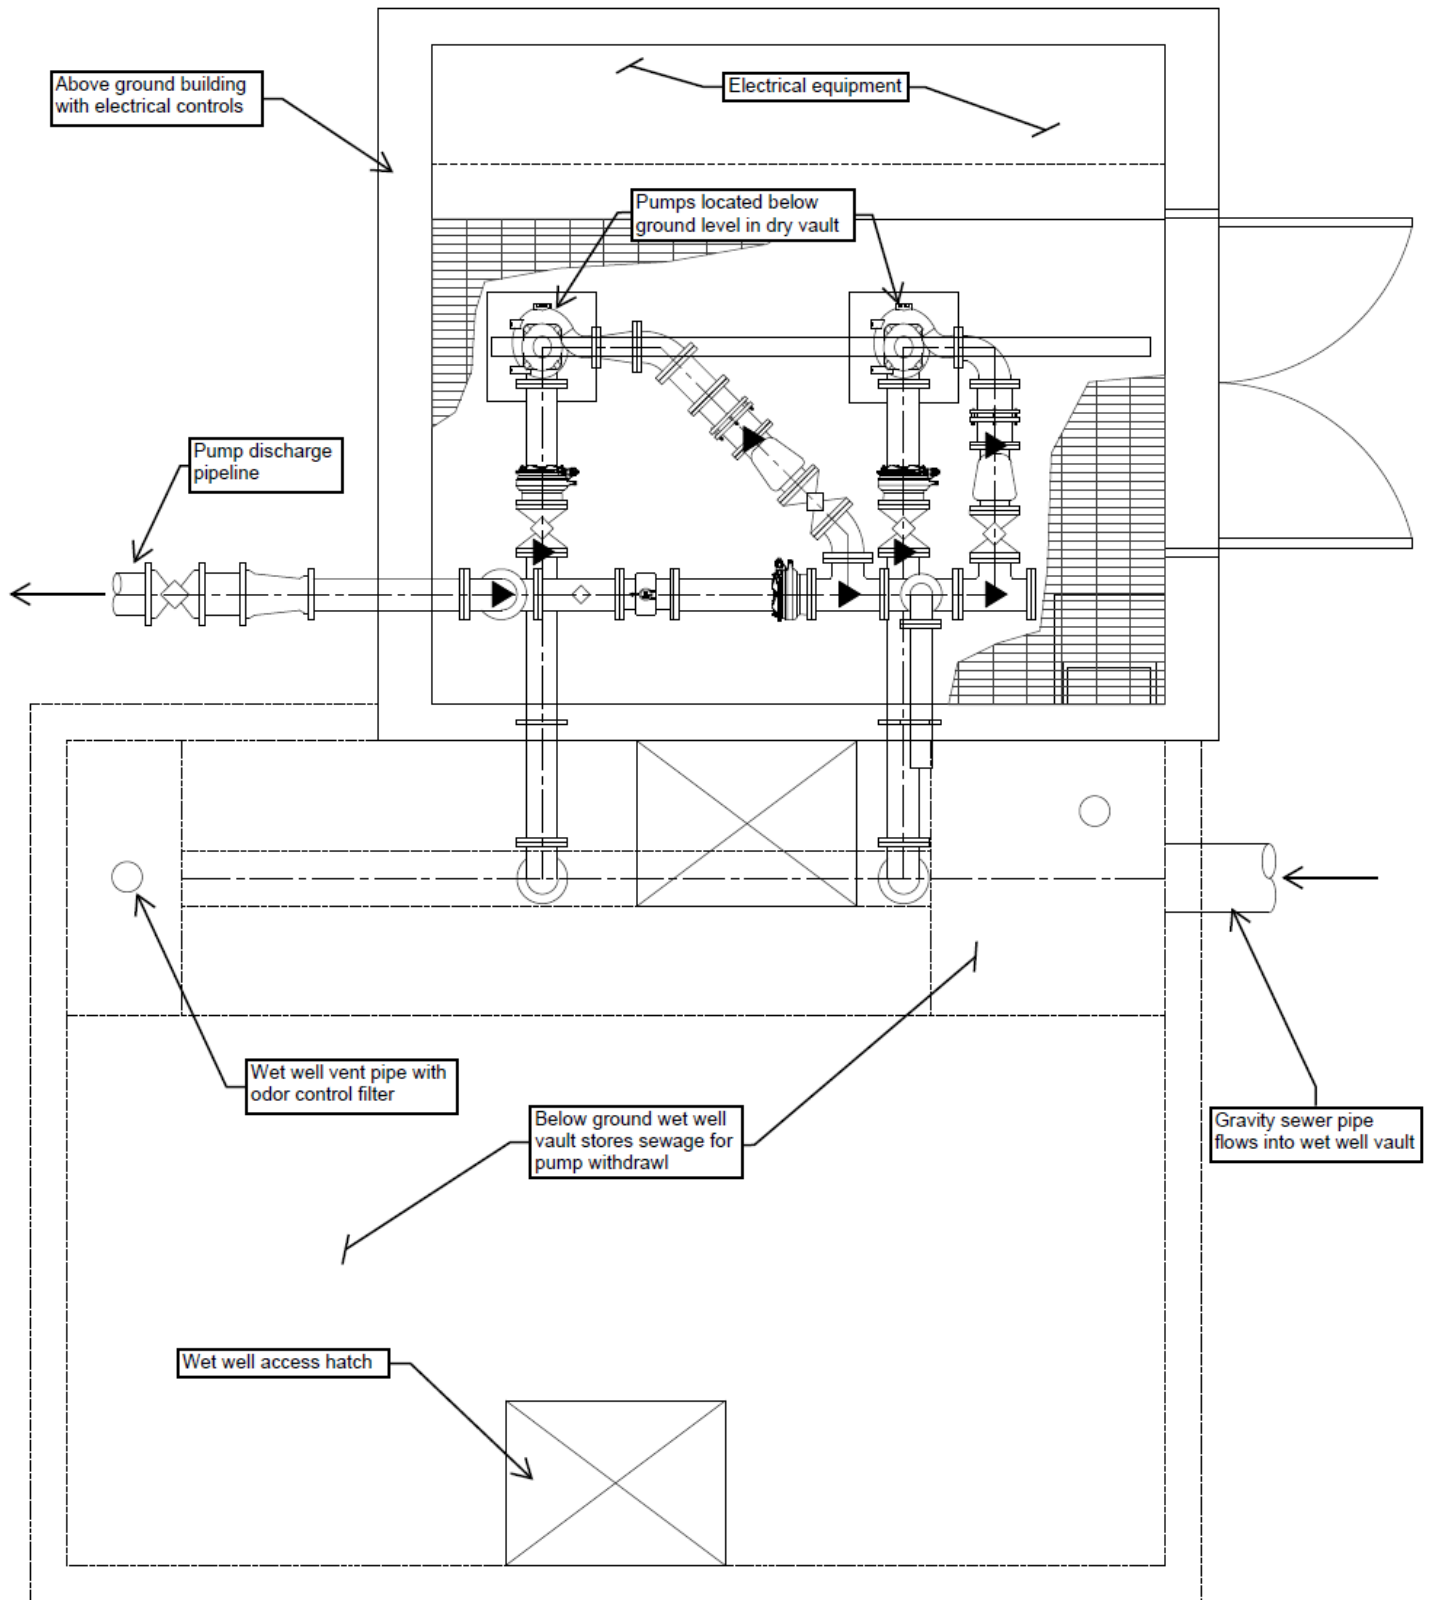 Above ground building
with electrical controls
Electrical equipment
Pumps located below
ground level in dry vault
Pump discharge
pipeline
Wet well vent pipe with
odor control filter
Below ground wet well
vault stores sewage for
pump withdrawl
Gravity sewer pipe
flows into wet well vault
Wet well access hatch